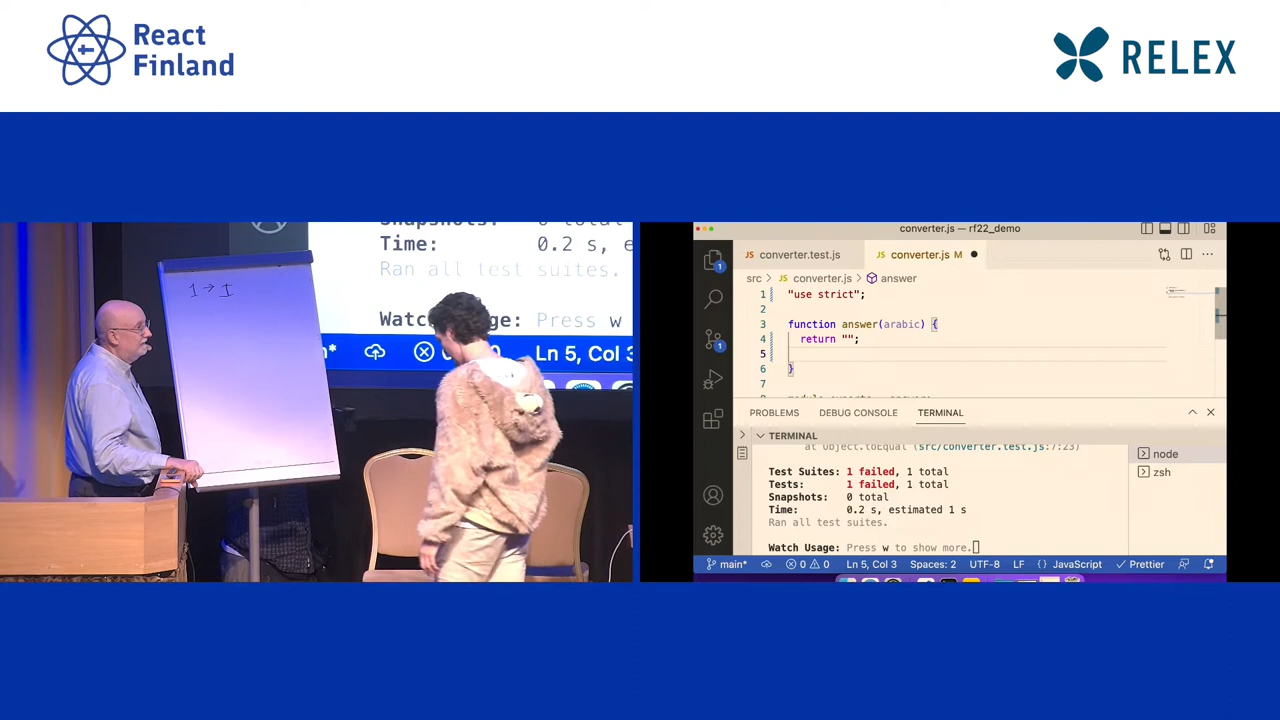 React
Finland
RELEX
1 → I
Snapshots: 0 total
Time: 0.2 s, e
Ran all test suites.
Press w
Ln 5, Col 3
converter.js — rf22_demo
JS converter.test.js
JS converter.js M
src > converter.js > answer
1 "use strict";
2
3 function answer(arabic) {
4 return "";
5
6 }
7
PROBLEMS DEBUG CONSOLE TERMINAL
TERMINAL
at Object.toEqual (src/converter.test.js:7:23)
Test Suites: 1 failed, 1 total
Tests: 1 failed, 1 total
Snapshots: 0 total
Time: 0.2 s, estimated 1 s
Ran all test suites.
Watch Usage: Press w to show more.
node
zsh
main* 0 0 Ln 5, Col 3 Spaces: 2 UTF-8 LF {} JavaScript Prettier